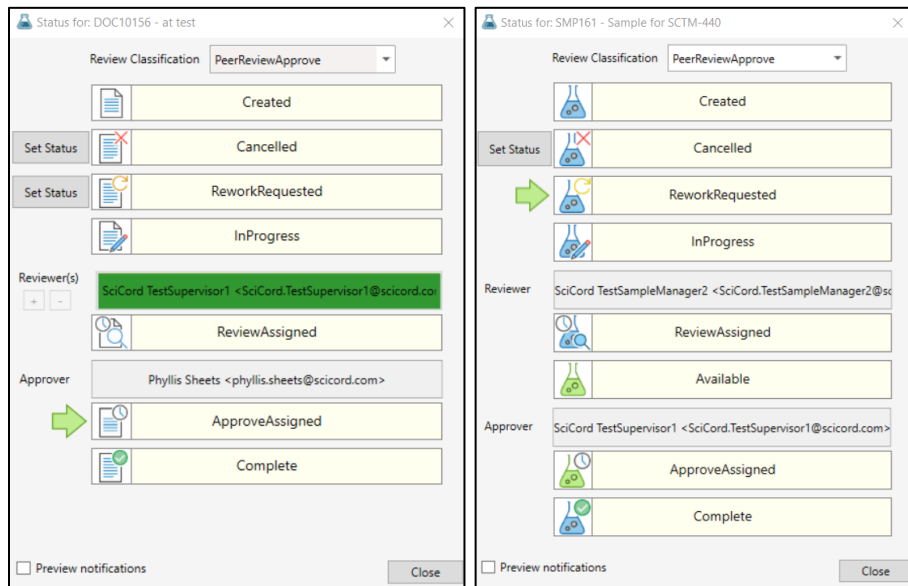 Status for: DOC10156 - at test
Review Classification PeerReviewApprove
Created
Set Status Cancelled
Set Status ReworkRequested
InProgress
Reviewer(s)
+ -
SciCord TestSupervisor1 <SciCord.TestSupervisor1@scicord.co
ReviewAssigned
Approver Phyllis Sheets <phyllis.sheets@scicord.com>
ApproveAssigned
Complete
Preview notifications
Close
Status for: SMP161 - Sample for SCTM-440
Review Classification PeerReviewApprove
Created
Set Status Cancelled
ReworkRequested
InProgress
Reviewer SciCord TestSampleManager2 <SciCord.TestSampleManager2@sc
ReviewAssigned
Available
Approver SciCord TestSupervisor1 <SciCord.TestSupervisor1@scicord.com>
ApproveAssigned
Complete
Preview notifications
Close